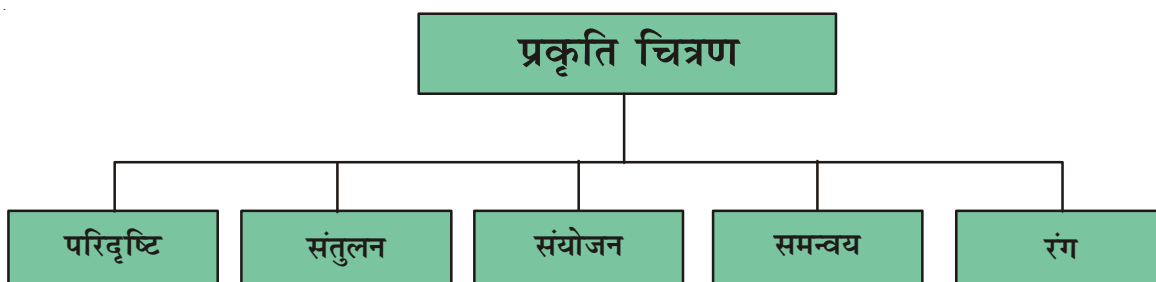 प्रकृति चित्रण
परिदृष्टि
संतुलन
संयोजन
समन्वय
रंग